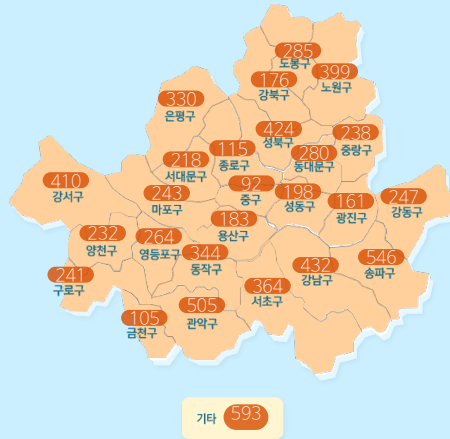 285
도봉구
399
노원구
176
강북구
330
은평구
424
성북구
238
중랑구
115
종로구
280
동대문구
218
서대문구
410
강서구
243
마포구
92
중구
198
성동구
161
광진구
247
강동구
183
용산구
232
양천구
264
영등포구
344
동작구
546
송파구
432
강남구
241
구로구
364
서초구
505
관악구
105
금천구
기타 593